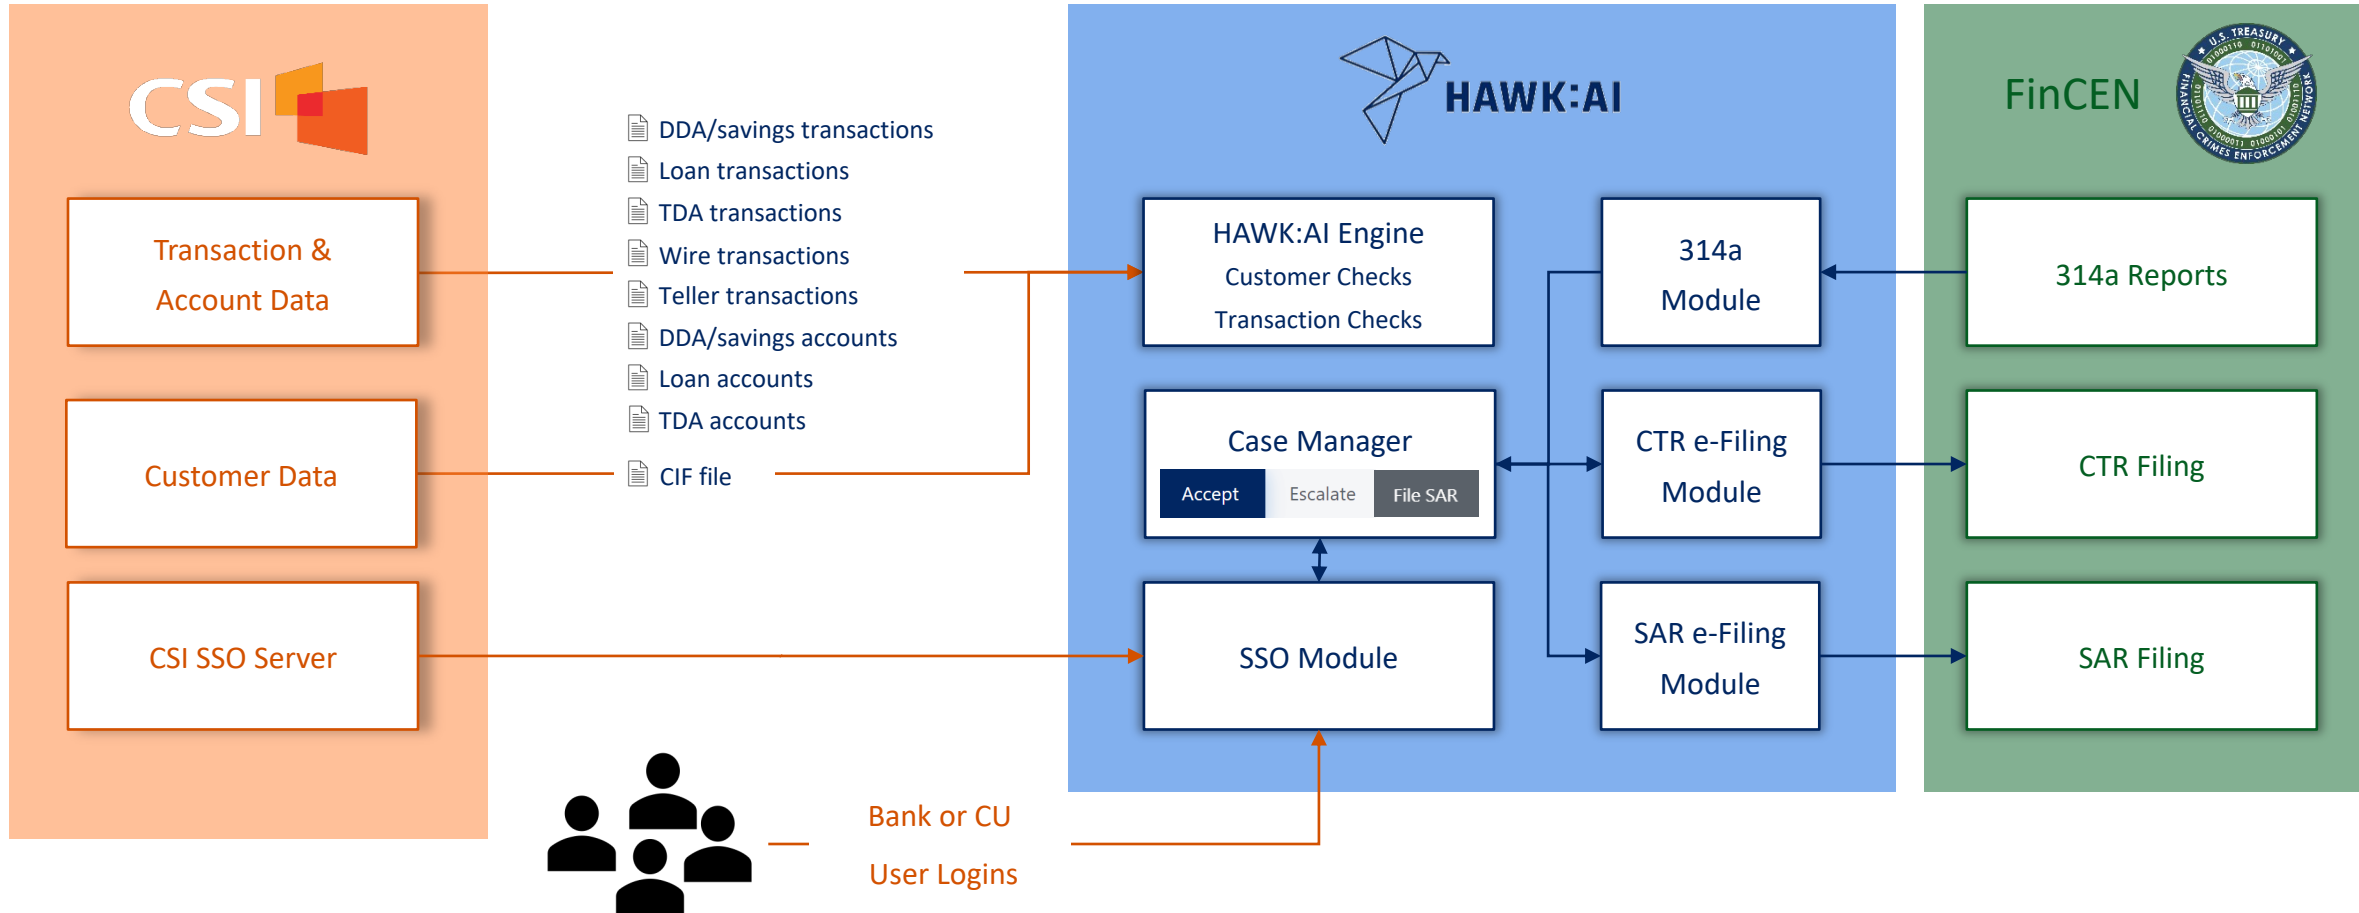 CSI
Transaction &
Account Data
Customer Data
CSI SSO Server
DDA/savings transactions
Loan transactions
TDA transactions
Wire transactions
Teller transactions
DDA/savings accounts
Loan accounts
TDA accounts
CIF file
Bank or CU
User Logins
HAWK:AI
HAWK:AI Engine
Customer Checks
Transaction Checks
Case Manager
Accept
Escalate
File SAR
SSO Module
314a
Module
CTR e-Filing
Module
SAR e-Filing
Module
FinCEN
U.S. TREASURY
FINANCIAL CRIMES ENFORCEMENT NETWORK
314a Reports
CTR Filing
SAR Filing